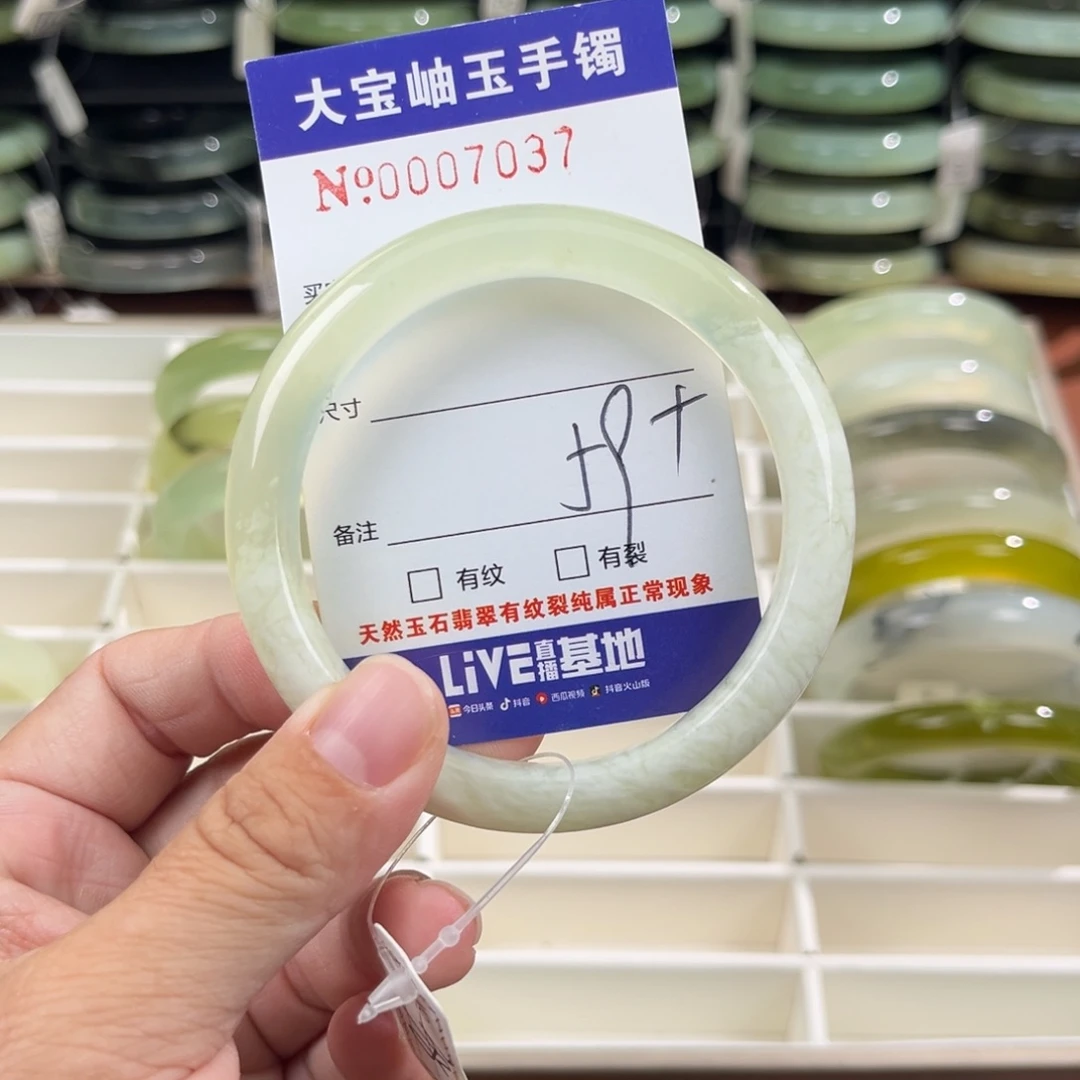 大宝岫玉手镯
№0007037
买
尺寸
59+
备注
有纹 有裂
天然玉石翡翠有纹裂纯属正常现象
LiVE直播基地
今日头条 抖音 西瓜视频 抖音火山版